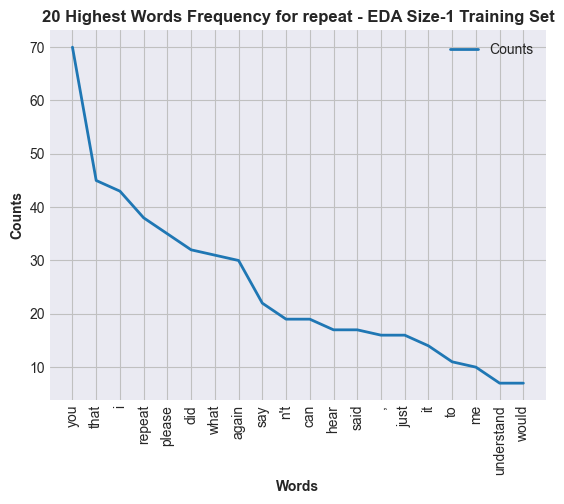 20 Highest Words Frequency for repeat - EDA Size-1 Training Set
Counts
70
60
50
40
30
20
10
Counts
you
that
i
repeat
please
did
what
again
say
n't
can
hear
said
,
just
it
to
me
understand
would
Words